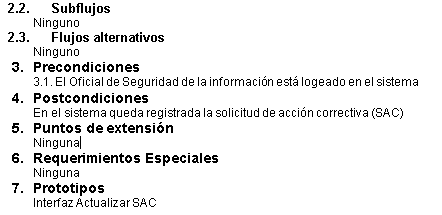 2.2. Subflujos
Ninguno
2.3. Flujos alternativos
Ninguno
3. Precondiciones
3.1. El Oficial de Seguridad de la información está logeado en el sistema
4. Postcondiciones
En el sistema queda registrada la solicitud de acción correctiva (SAC)
5. Puntos de extensión
Ninguna
6. Requerimientos Especiales
Ninguna
7. Prototipos
Interfaz Actualizar SAC